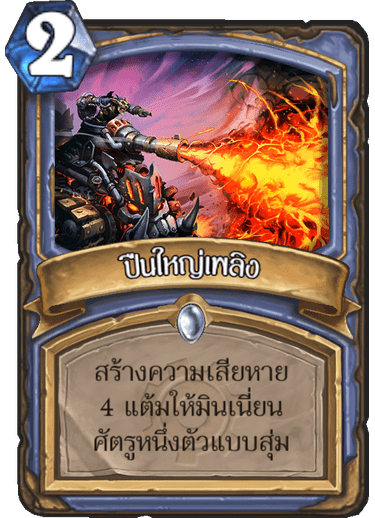 2
ปืนใหญ่เพลิง
สร้างความเสียหาย
4 แต้มให้มินเนี่ยน
ศัตรูหนึ่งตัวแบบสุ่ม